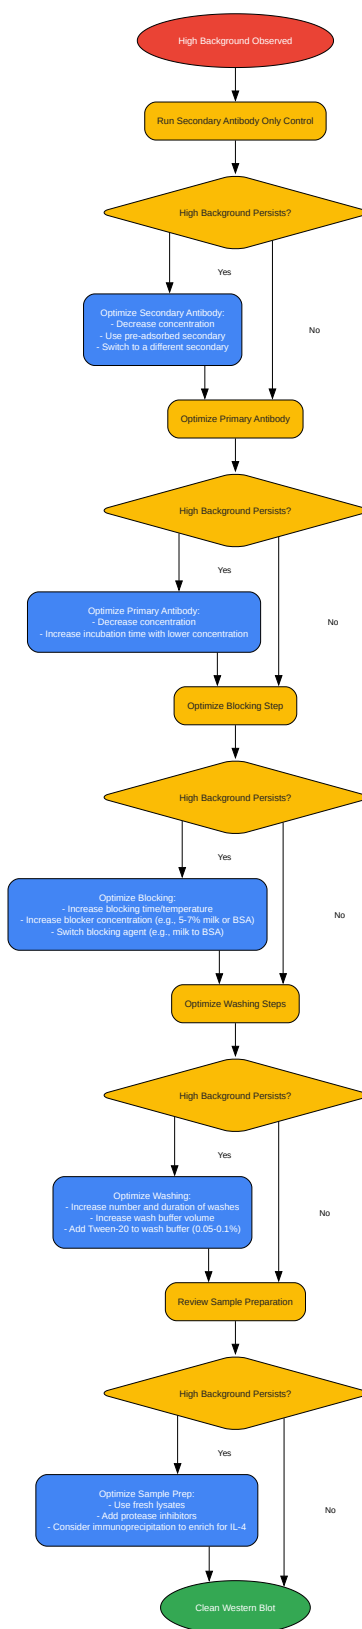 High Background Observed
Run Secondary Antibody Only Control
High Background Persists?
Yes
Optimize Secondary Antibody:
- Decrease concentration
- Use pre-adsorbed secondary
- Switch to a different secondary
No
Optimize Primary Antibody
High Background Persists?
Yes
Optimize Primary Antibody:
- Decrease concentration
- Increase incubation time with lower concentration
No
Optimize Blocking Step
High Background Persists?
Yes
Optimize Blocking:
- Increase blocking time/temperature
- Increase blocker concentration (e.g., 5-7% milk or BSA)
- Switch blocking agent (e.g., milk to BSA)
No
Optimize Washing Steps
High Background Persists?
Yes
Optimize Washing:
- Increase number and duration of washes
- Increase wash buffer volume
- Add Tween-20 to wash buffer (0.05-0.1%)
No
Review Sample Preparation
High Background Persists?
Yes
Optimize Sample Prep:
- Use fresh lysates
- Add protease inhibitors
- Consider immunoprecipitation to enrich for IL-4
No
Clean Western Blot